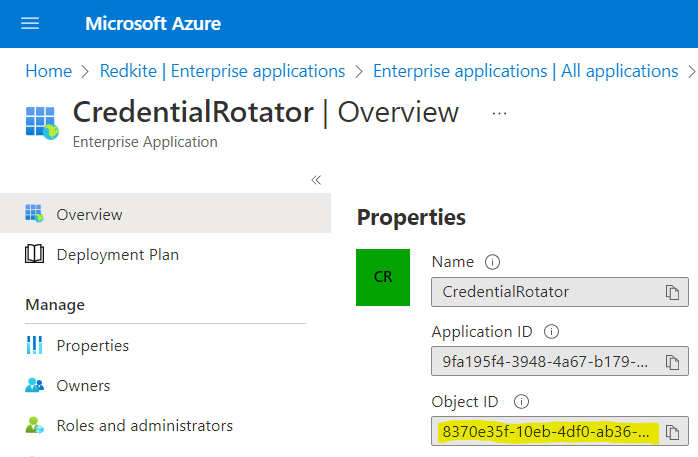 Microsoft Azure
Home > Redkite | Enterprise applications > Enterprise applications | All applications >
CredentialRotator | Overview ...
Enterprise Application
«
Overview
Deployment Plan
Manage
Properties
Owners
Roles and administrators
Properties
CR
Name
CredentialRotator
Application ID
9fa195f4-3948-4a67-b179-...
Object ID
8370e35f-10eb-4df0-ab36-...